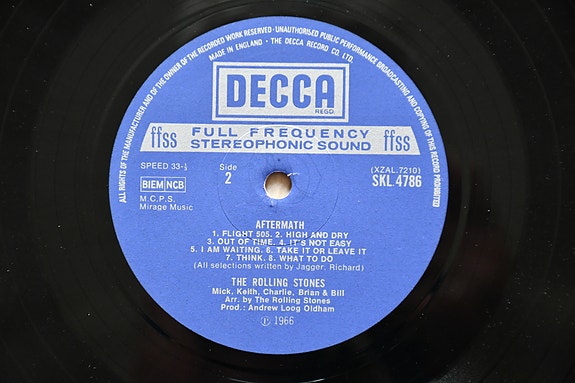 ALL RIGHTS OF THE MANUFACTURER AND OF THE OWNER OF THE RECORDED WORK RESERVED · UNAUTHORISED PUBLIC PERFORMANCE BROADCASTING AND COPYING OF THIS RECORD PROHIBITED
MADE IN ENGLAND · THE DECCA RECORD CO. LTD.
DECCA
REGD
ffss FULL FREQUENCY STEREOPHONIC SOUND ffss
SPEED 33-⅓
BIEM NCB
M.C.P.S.
Mirage Music
Side
2
(XZAL.7210)
SKL 4786
AFTERMATH
1. FLIGHT 505. 2. HIGH AND DRY
3. OUT OF TIME. 4. IT'S NOT EASY
5. I AM WAITING. 6. TAKE IT OR LEAVE IT
7. THINK. 8. WHAT TO DO
(All selections written by Jagger, Richard)
THE ROLLING STONES
Mick, Keith, Charlie, Brian & Bill
Arr. by The Rolling Stones
Prod.: Andrew Loog Oldham
℗ 1966